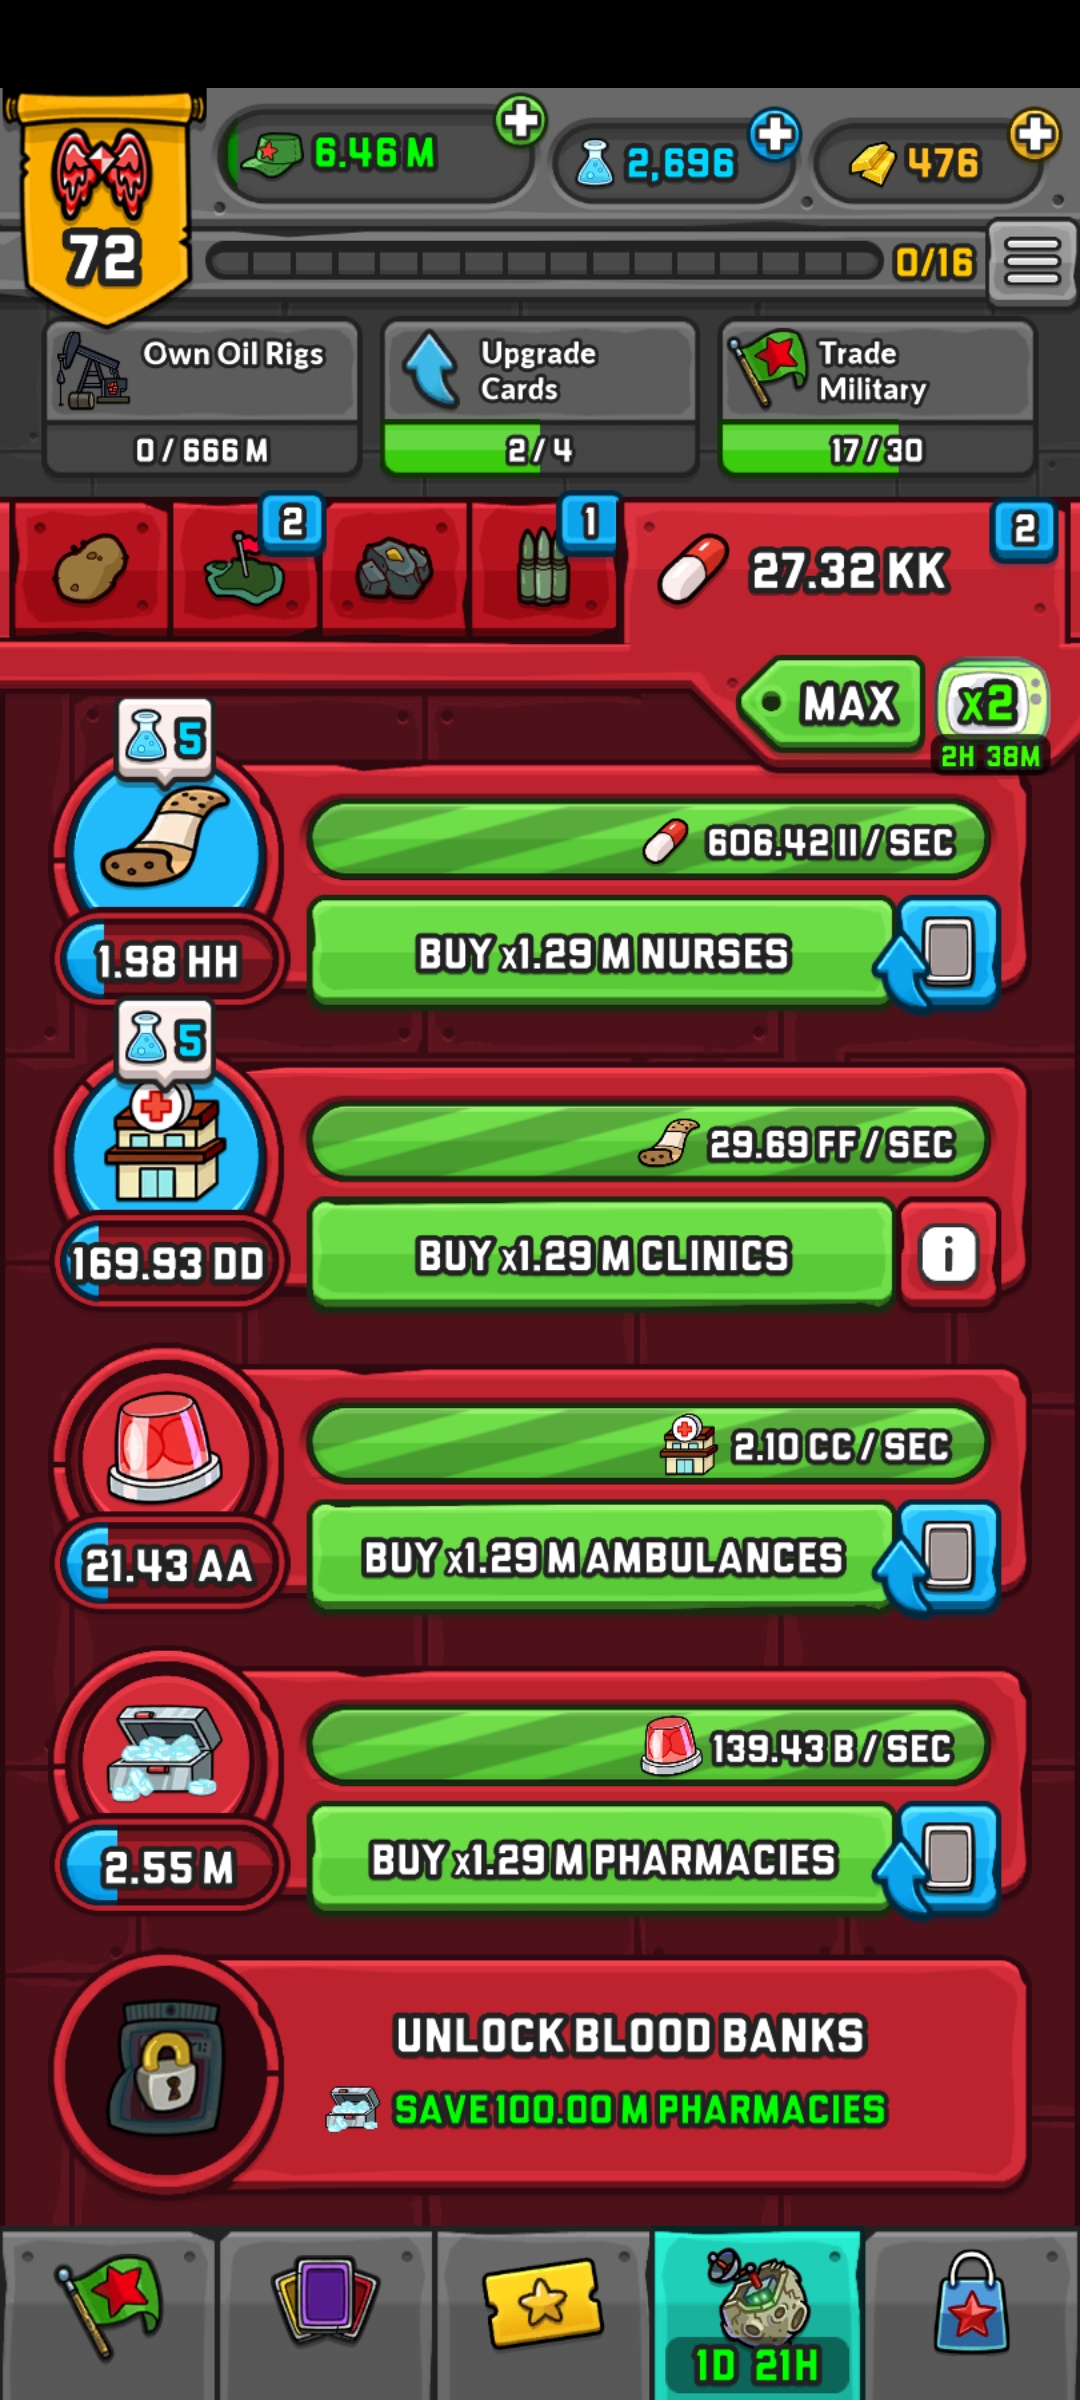 72
6.46 M
2,696
476
0/16
Own Oil Rigs
0 / 666 M
Upgrade
Cards
2 / 4
Trade
Military
17 / 30
2
1
27.32 KK
2
MAX
x2
2H 38M
5
606.42 II / SEC
1.98 HH
BUY x1.29 M NURSES
5
29.69 FF / SEC
169.93 DD
BUY x1.29 M CLINICS
i
2.10 CC / SEC
21.43 AA
BUY x1.29 M AMBULANCES
139.43 B / SEC
2.55 M
BUY x1.29 M PHARMACIES
UNLOCK BLOOD BANKS
SAVE 100.00 M PHARMACIES
1D 21H